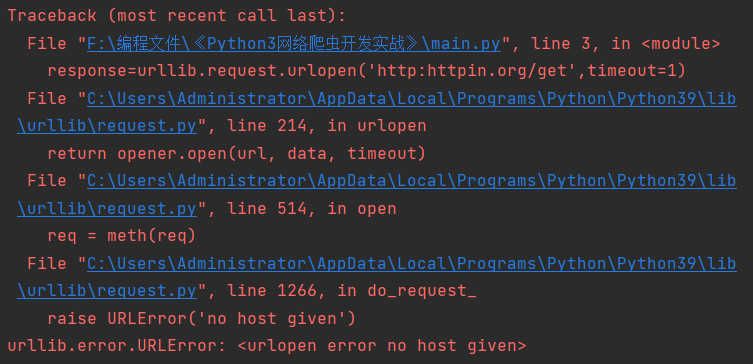 Traceback (most recent call last):
File "F:\编程文件\《Python3网络爬虫开发实战》\main.py", line 3, in <module>
response=urllib.request.urlopen('http:httpin.org/get',timeout=1)
File "C:\Users\Administrator\AppData\Local\Programs\Python\Python39\lib
\urllib\request.py", line 214, in urlopen
return opener.open(url, data, timeout)
File "C:\Users\Administrator\AppData\Local\Programs\Python\Python39\lib
\urllib\request.py", line 514, in open
req = meth(req)
File "C:\Users\Administrator\AppData\Local\Programs\Python\Python39\lib
\urllib\request.py", line 1266, in do_request_
raise URLError('no host given')
urllib.error.URLError: <urlopen error no host given>